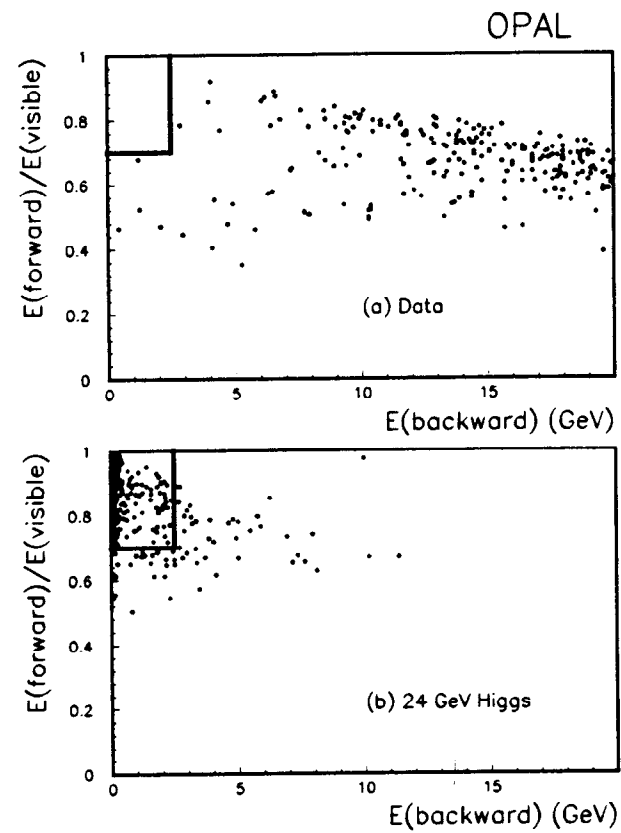 OPAL
E(forward)/E(visible)
1
0.8
0.6
0.4
0.2
0
(a) Data
0 5 10 15
E(backward) (GeV)
E(forward)/E(visible)
1
0.8
0.6
0.4
0.2
0
(b) 24 GeV Higgs
0 5 10 15
E(backward) (GeV)